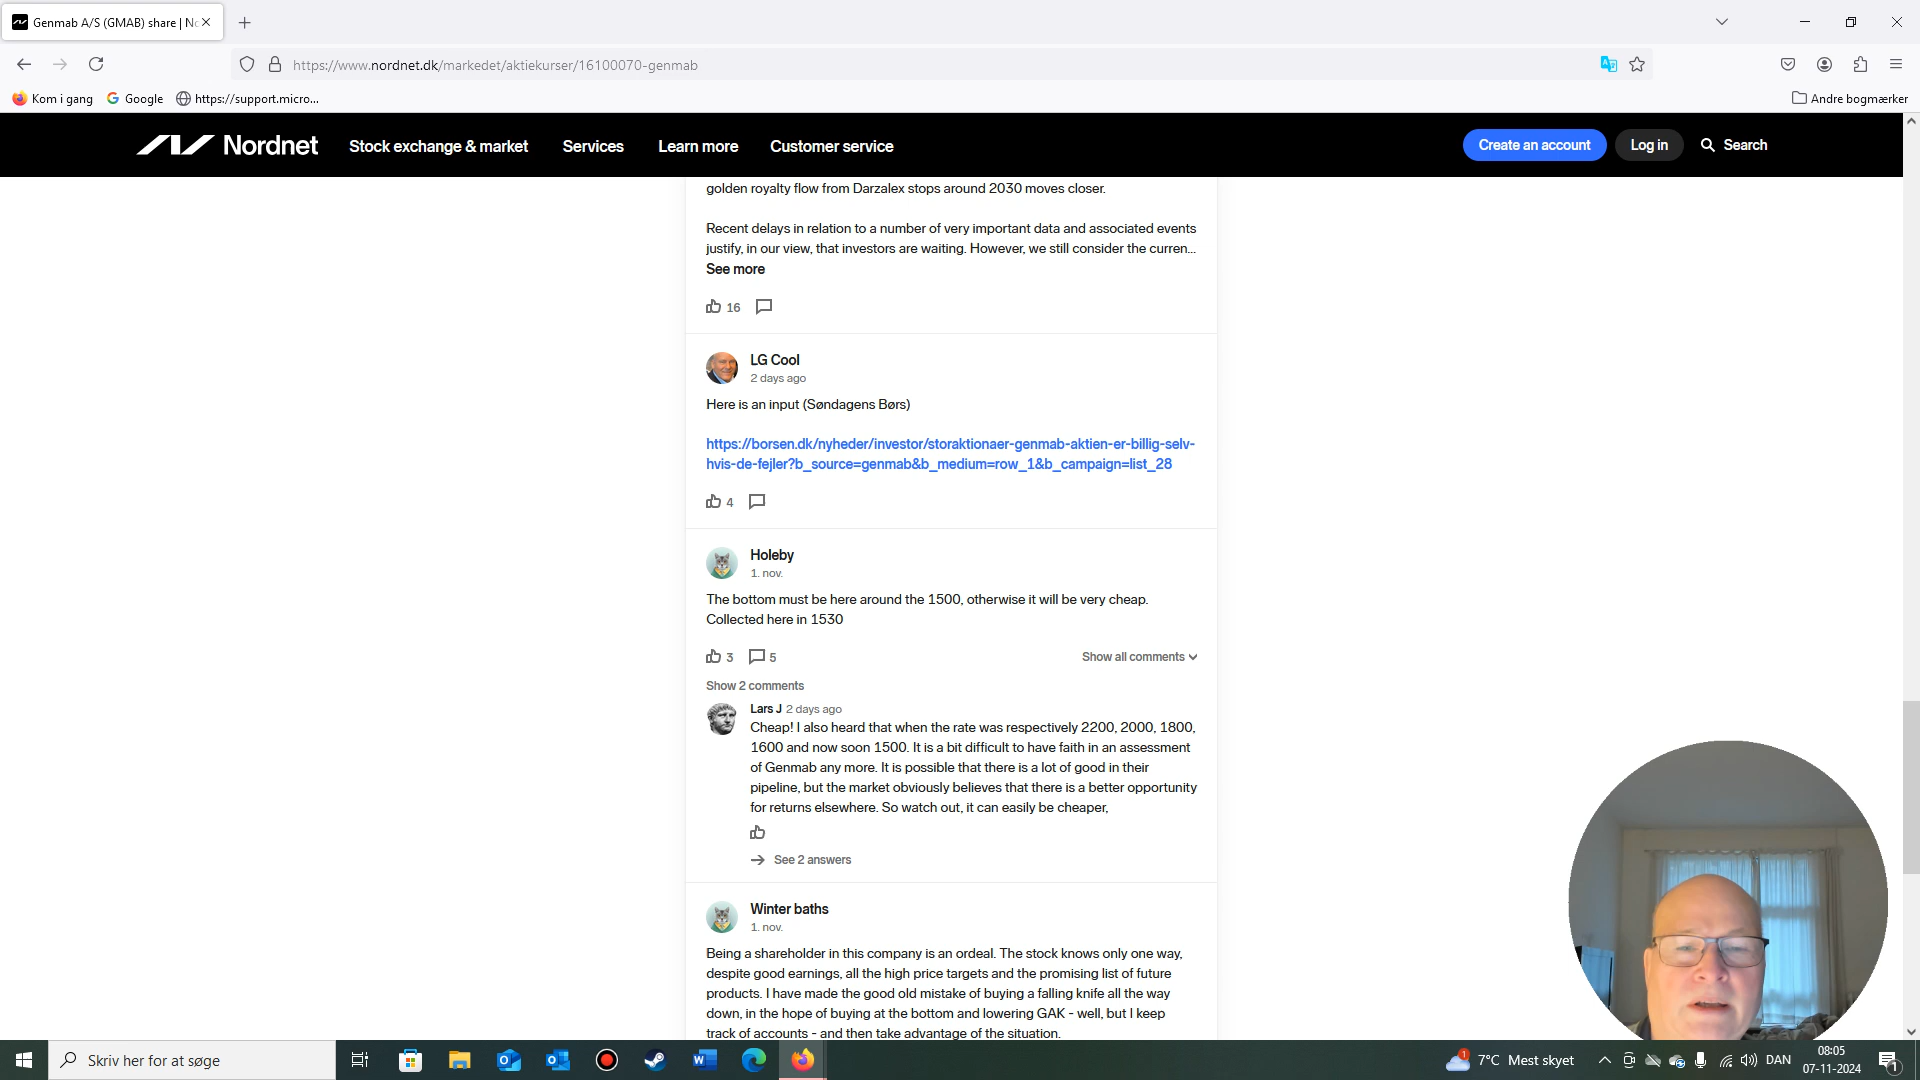 Genmab A/S (GMAB) share | No
https://www.nordnet.dk/markedet/aktiekurser/16100070-genmab
Kom i gang
Google
https://support.micro...
Andre bogmærker
Nordnet
Stock exchange & market
Services
Learn more
Customer service
Create an account
Log in
Search
golden royalty flow from Darzalex stops around 2030 moves closer.
Recent delays in relation to a number of very important data and associated events
justify, in our view, that investors are waiting. However, we still consider the curren...
See more
16
LG Cool
2 days ago
Here is an input (Søndagens Børs)
https://borsen.dk/nyheder/investor/storaktionaer-genmab-aktien-er-billig-selv-
hvis-de-fejler?b_source=genmab&b_medium=row_1&b_campaign=list_28
4
Holeby
1. nov.
The bottom must be here around the 1500, otherwise it will be very cheap.
Collected here in 1530
3
5
Show all comments
Show 2 comments
Lars J 2 days ago
Cheap! I also heard that when the rate was respectively 2200, 2000, 1800,
1600 and now soon 1500. It is a bit difficult to have faith in an assessment
of Genmab any more. It is possible that there is a lot of good in their
pipeline, but the market obviously believes that there is a better opportunity
for returns elsewhere. So watch out, it can easily be cheaper,
See 2 answers
Winter baths
1. nov.
Being a shareholder in this company is an ordeal. The stock knows only one way,
despite good earnings, all the high price targets and the promising list of future
products. I have made the good old mistake of buying a falling knife all the way
down, in the hope of buying at the bottom and lowering GAK - well, but I keep
track of accounts - and then take advantage of the situation.
Skriv her for at søge
1
7°C Mest skyet
DAN
08:05
07-11-2024
1